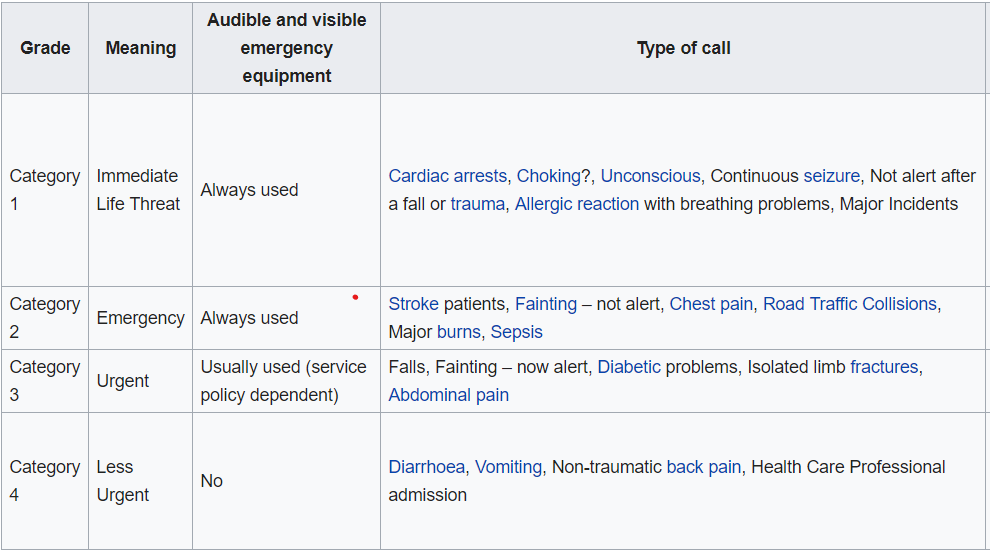 Grade
Meaning
Audible and visible
emergency
equipment
Type of call
Category
1
Immediate
Life Threat
Always used
Cardiac arrests, Choking?, Unconscious, Continuous seizure, Not alert after
a fall or trauma, Allergic reaction with breathing problems, Major Incidents
Category
2
Emergency
Always used
Stroke patients, Fainting – not alert, Chest pain, Road Traffic Collisions,
Major burns, Sepsis
Category
3
Urgent
Usually used (service
policy dependent)
Falls, Fainting – now alert, Diabetic problems, Isolated limb fractures,
Abdominal pain
Category
4
Less
Urgent
No
Diarrhoea, Vomiting, Non-traumatic back pain, Health Care Professional
admission